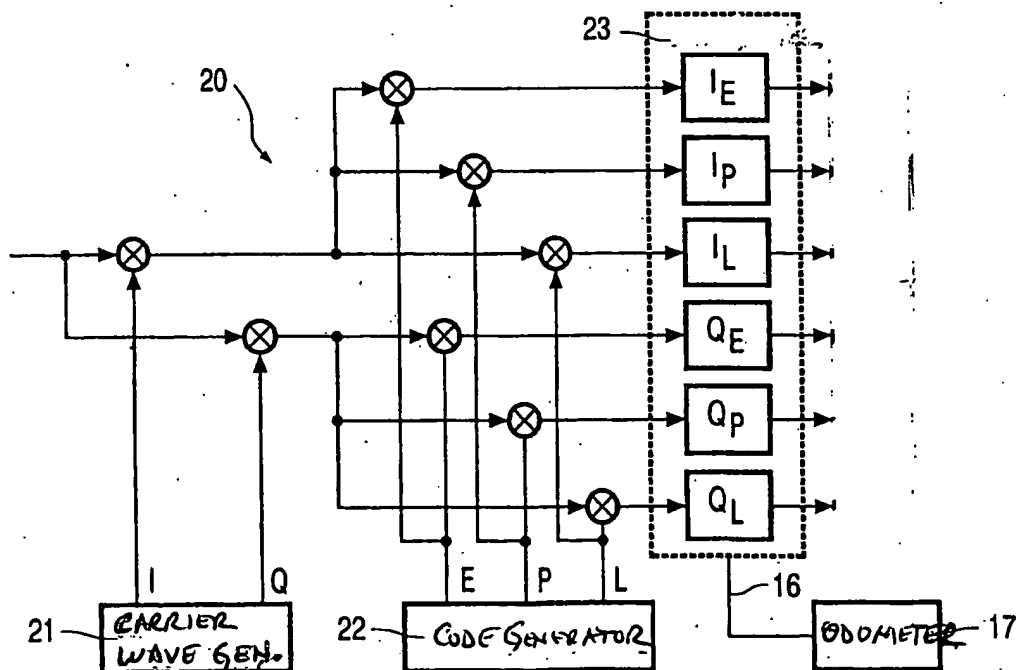 23
20
I_E
I_P
I_L
Q_E
Q_P
Q_L
I
Q
E
P
L
16
21
CARRIER
WAVE GEN.
22
CODE GENERATOR
ODOMETER
17